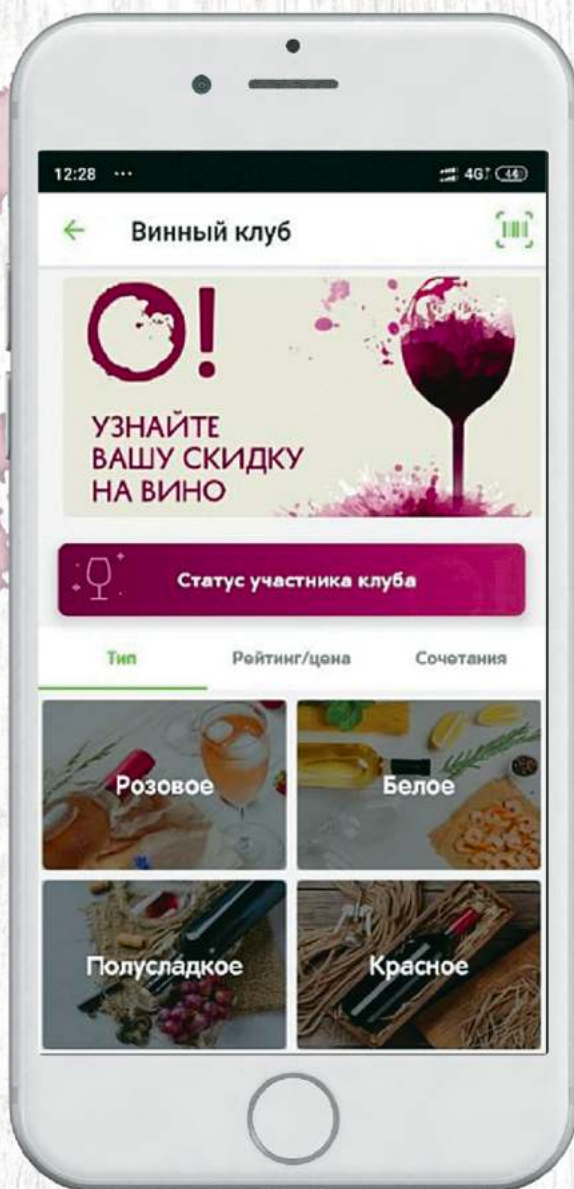 12:28 ... 4G 44
Винный клуб
О!
УЗНАЙТЕ
ВАШУ СКИДКУ
НА ВИНО
Статус участника клуба
Тип Рейтинг/цена Сочетания
Розовое Белое
Полусладкое Красное